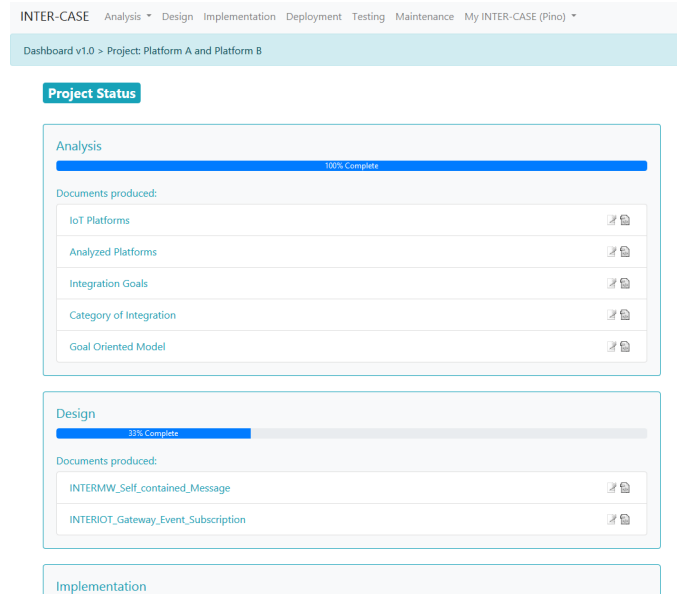 INTER-CASE Analysis Design Implementation Deployment Testing Maintenance My INTER-CASE (Pino)
Dashboard v1.0 > Project: Platform A and Platform B
Project Status
Analysis
100% Complete
Documents produced:
IoT Platforms
Analyzed Platforms
Integration Goals
Category of Integration
Goal Oriented Model
Design
33% Complete
Documents produced:
INTERMW_Self_contained_Message
INTERIOT_Gateway_Event_Subscription
Implementation